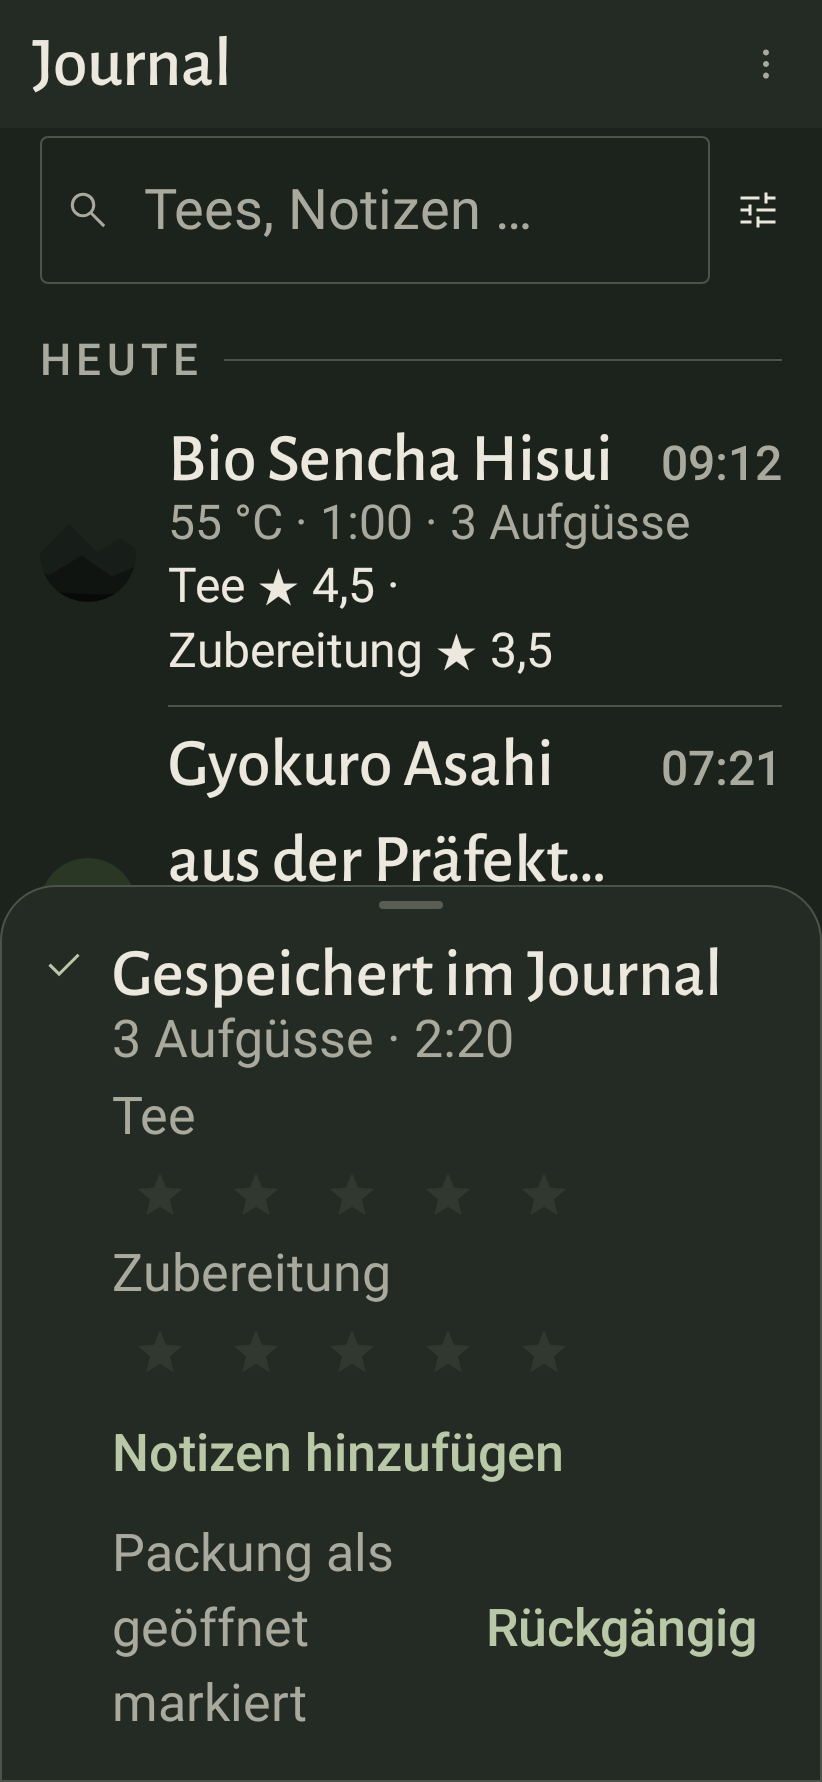 Journal
Tees, Notizen …
HEUTE
Bio Sencha Hisui 09:12
55 °C · 1:00 · 3 Aufgüsse
Tee ★ 4,5 ·
Zubereitung ★ 3,5
Gyokuro Asahi 07:21
aus der Präfekt…
Gespeichert im Journal
3 Aufgüsse · 2:20
Tee
Zubereitung
Notizen hinzufügen
Packung als
geöffnet Rückgängig
markiert